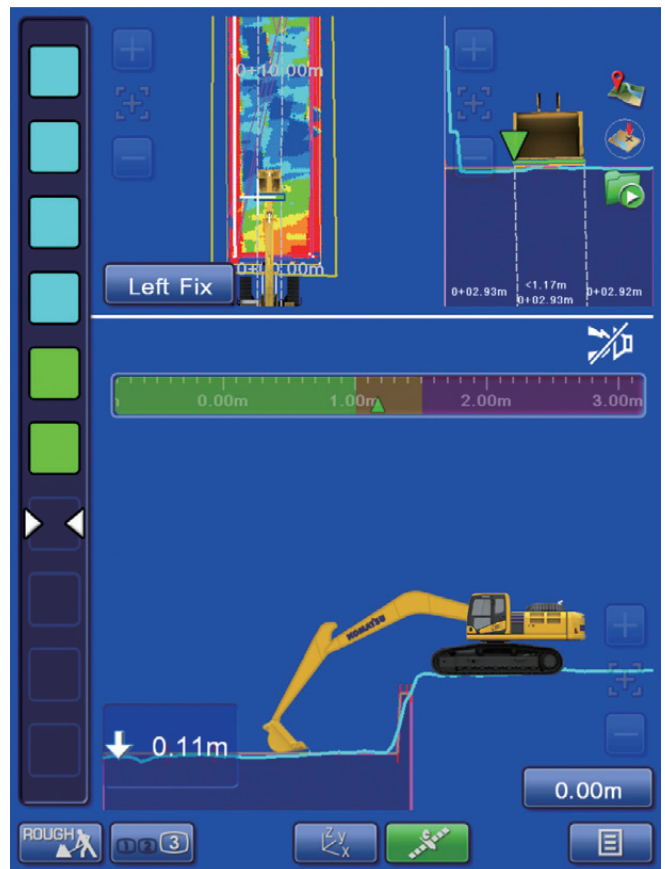 0+10.00m
Left Fix
0+00.00m
0+02.93m
<1.17m
0+02.93m
0+02.92m
0.00m
1.00m
2.00m
3.00m
KOMATSU
0.11m
0.00m
ROUGH
1 2 3
Z y x